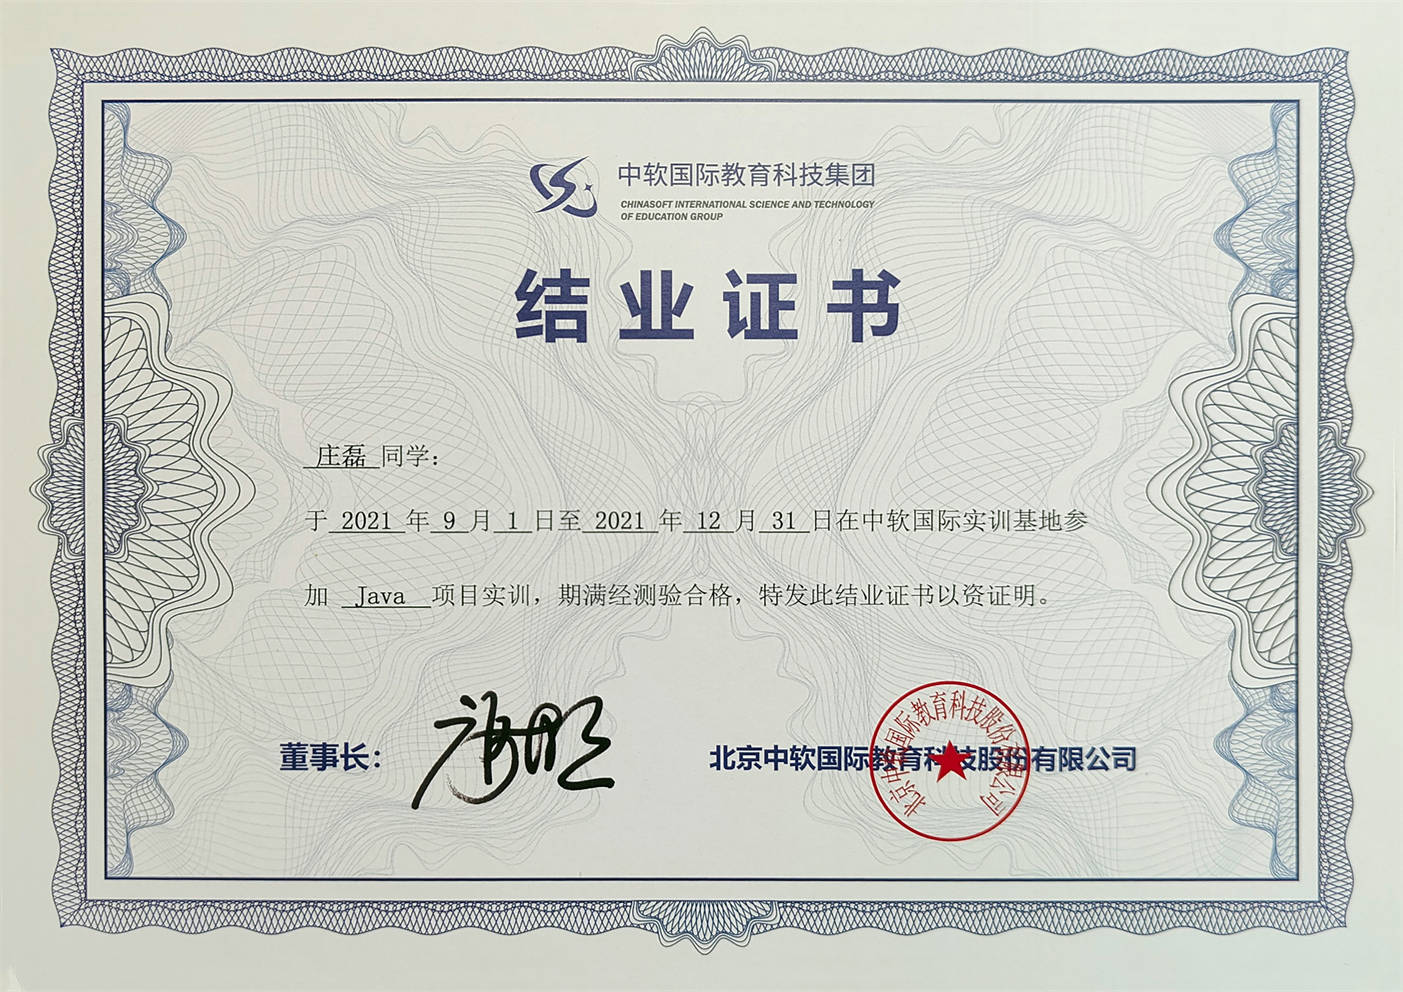 中软国际教育科技集团
CHINASOFT INTERNATIONAL SCIENCE AND TECHNOLOGY
OF EDUCATION GROUP
结业证书
庄磊 同学：
于 2021 年 9 月 1 日至 2021 年 12 月 31 日在中软国际实训基地参
加 Java 项目实训，期满经测验合格，特发此结业证书以资证明。
董事长：
北京中软国际教育科技股份有限公司
北京中软国际教育科技股份有限公司